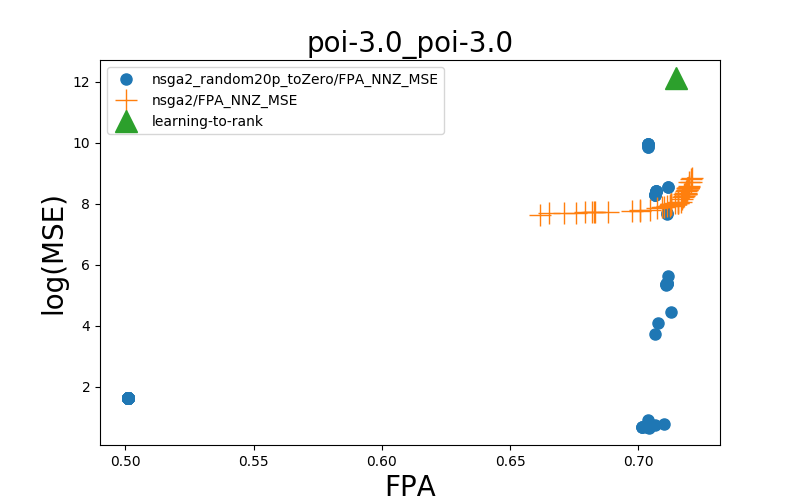 poi-3.0_poi-3.0
nsga2_random20p_toZero/FPA_NNZ_MSE
nsga2/FPA_NNZ_MSE
learning-to-rank
log(MSE)
12
10
8
6
4
2
0.50 0.55 0.60 0.65 0.70
FPA